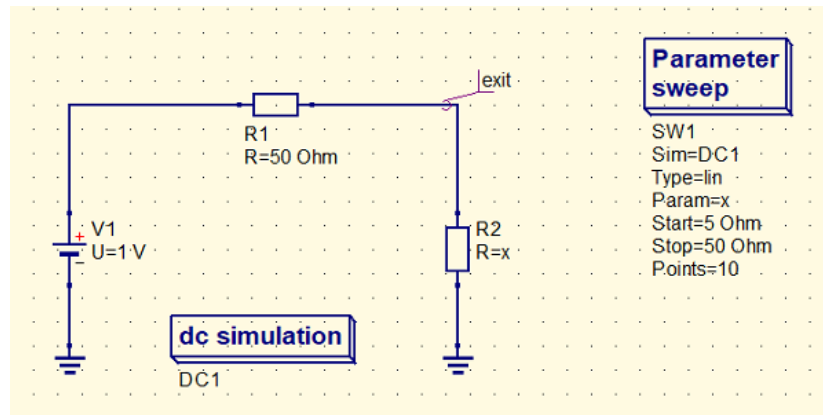 exit
R1
R=50 Ohm
V1
U=1 V
R2
R=x
dc simulation
DC1
Parameter
sweep
SW1
Sim=DC1
Type=lin
Param=x
Start=5 Ohm
Stop=50 Ohm
Points=10